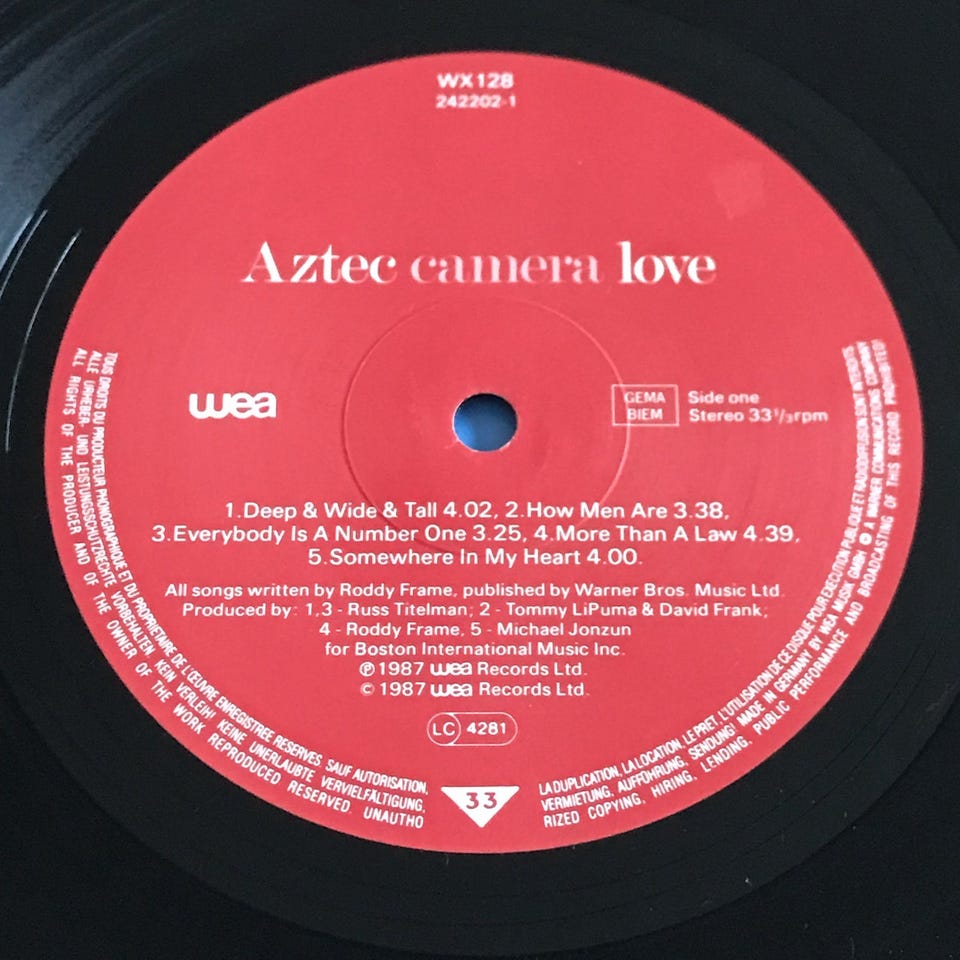 WX128
242202-1
Aztec camera love
wea
GEMA
BIEM
Side one
Stereo 33 1/3 rpm
1.Deep & Wide & Tall 4.02, 2.How Men Are 3.38,
3.Everybody Is A Number One 3.25, 4.More Than A Law 4.39,
5.Somewhere In My Heart 4.00.
All songs written by Roddy Frame, published by Warner Bros. Music Ltd.
Produced by: 1,3 - Russ Titelman; 2 - Tommy LiPuma & David Frank;
4 - Roddy Frame, 5 - Michael Jonzun
for Boston International Music Inc.
℗ 1987 wea Records Ltd.
© 1987 wea Records Ltd.
LC 4281
33
TOUS DROITS DU PRODUCTEUR PHONOGRAPHIQUE ET DU PROPRIETAIRE DE L'ŒUVRE ENREGISTREE RESERVES SAUF AUTORISATION,
LA DUPLICATION, LA LOCATION, LE PRET, L'UTILISATION DE CE DISQUE POUR EXECUTION PUBLIQUE ET RADIODIFFUSION SONT INTERDITS
ALLE URHEBER- UND LEISTUNGSSCHUTZRECHTE VORBEHALTEN KEIN VERLEIH! KEINE UNERLAUBTE VERVIELFÄLTIGUNG,
VERMIETUNG, AUFFÜHRUNG, SENDUNG! MADE IN GERMANY BY WEA MUSIC GMBH A WARNER COMMUNICATIONS COMPANY
ALL RIGHTS OF THE PRODUCER AND OF THE OWNER OF THE WORK REPRODUCED RESERVED. UNAUTHO
RIZED COPYING, HIRING, LENDING, PUBLIC PERFORMANCE AND BROADCASTING OF THIS RECORD PROHIBITED!